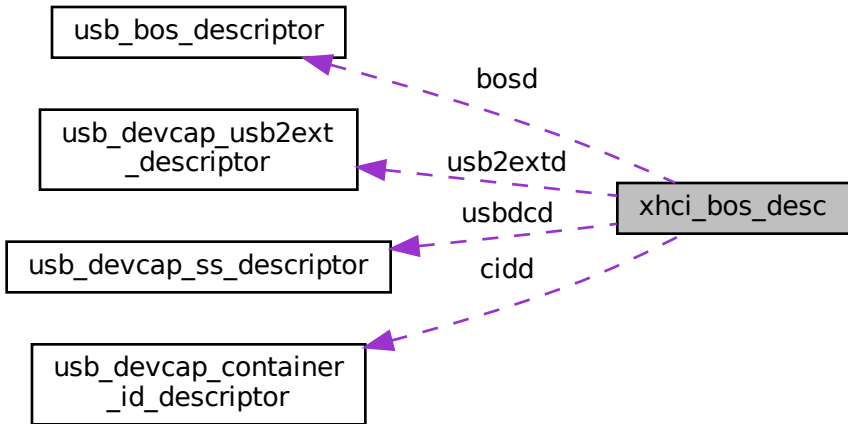 usb_bos_descriptor
bosd
usb_devcap_usb2ext
_descriptor
usb2extd
xhci_bos_desc
usbdcd
usb_devcap_ss_descriptor
cidd
usb_devcap_container
_id_descriptor